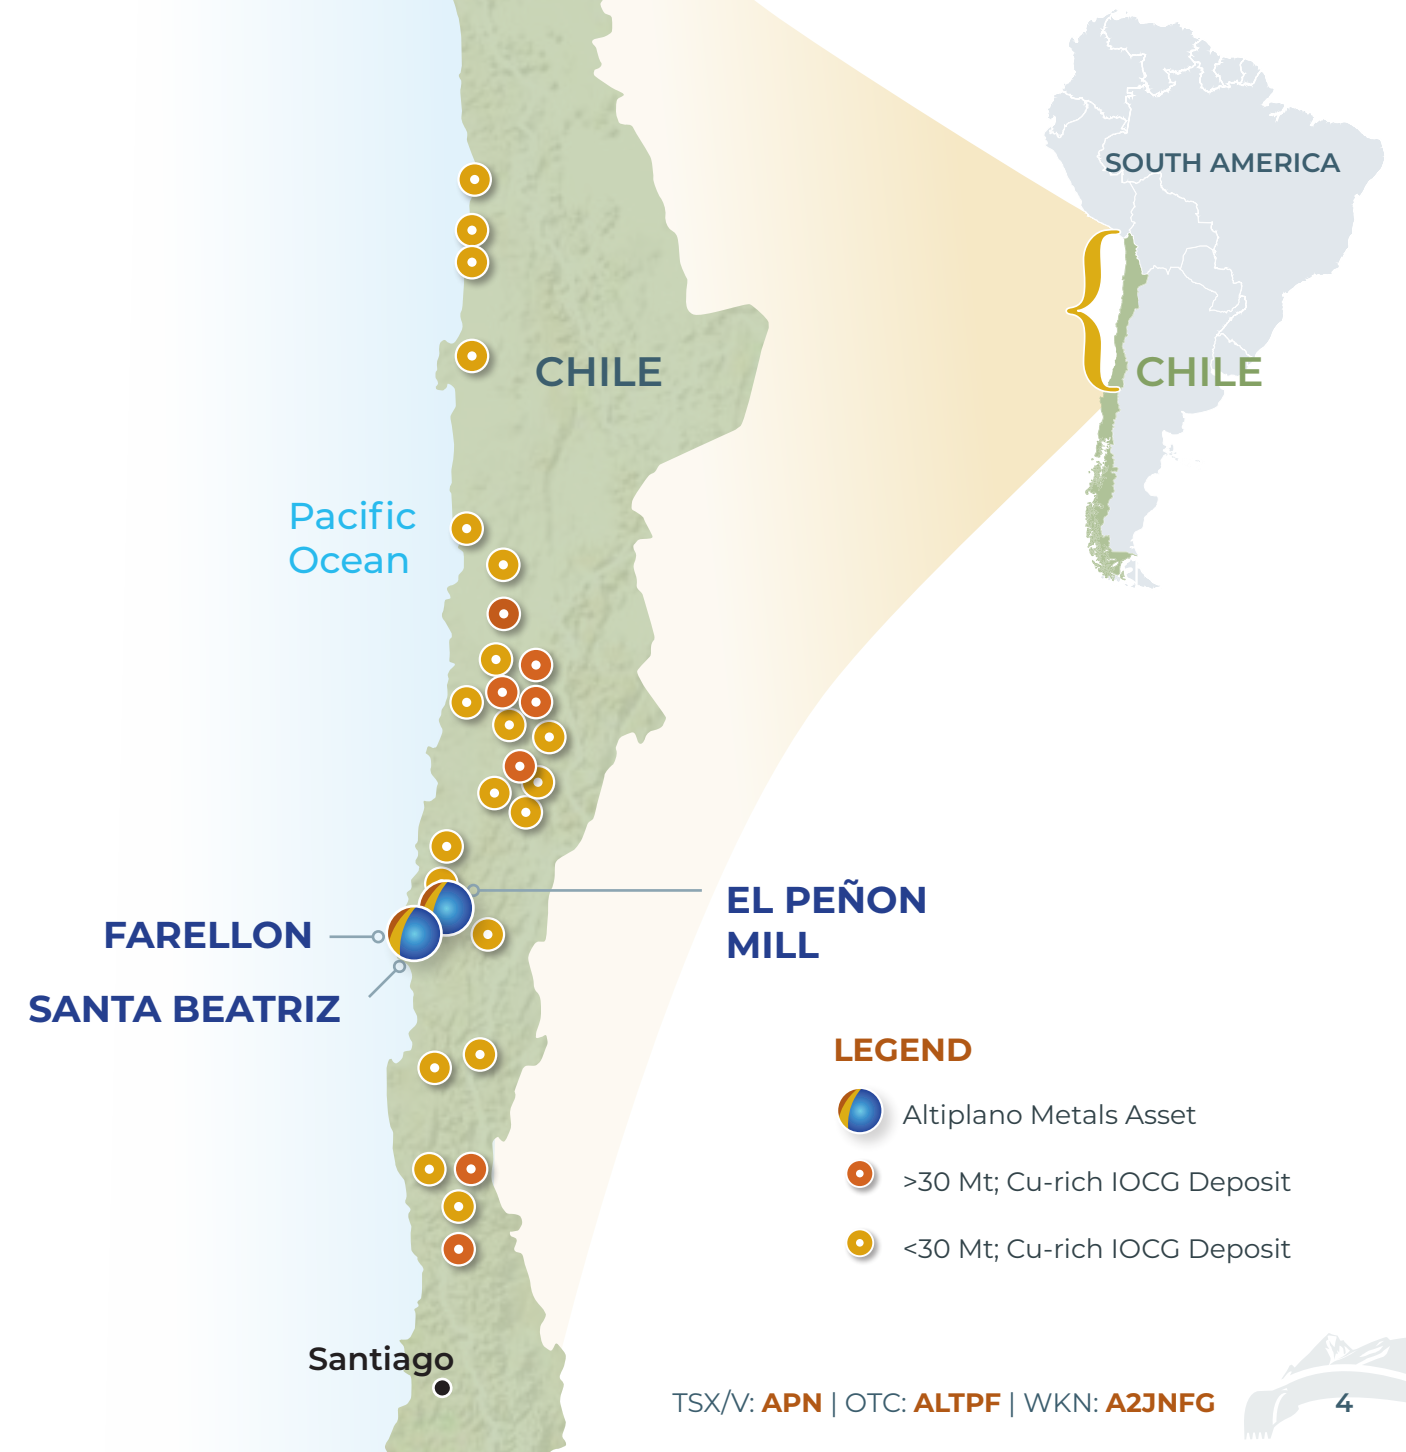 SOUTH AMERICA
CHILE
CHILE
Pacific
Ocean
EL PEÑON
MILL
FARELLON
SANTA BEATRIZ
LEGEND
Altiplano Metals Asset
>30 Mt; Cu-rich IOCG Deposit
<30 Mt; Cu-rich IOCG Deposit
Santiago
TSX/V: APN | OTC: ALTPF | WKN: A2JNFG
4